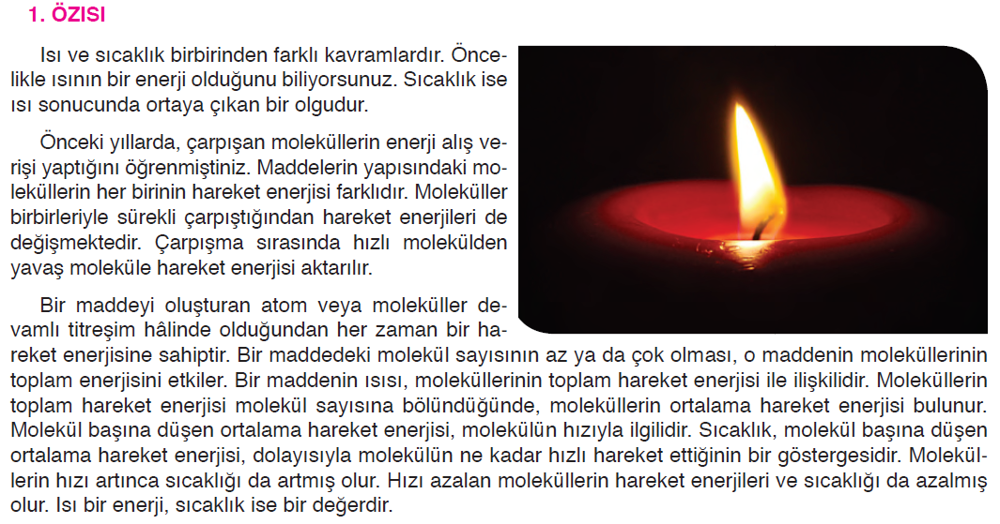 1. ÖZISI
Isı ve sıcaklık birbirinden farklı kavramlardır. Önce-
likle ısının bir enerji olduğunu biliyorsunuz. Sıcaklık ise
ısı sonucunda ortaya çıkan bir olgudur.
Önceki yıllarda, çarpışan moleküllerin enerji alış ve-
rişi yaptığını öğrenmiştiniz. Maddelerin yapısındaki mo-
leküllerin her birinin hareket enerjisi farklıdır. Moleküller
birbirleriyle sürekli çarpıştığından hareket enerjileri de
değişmektedir. Çarpışma sırasında hızlı molekülden
yavaş moleküle hareket enerjisi aktarılır.
Bir maddeyi oluşturan atom veya moleküller de-
vamlı titreşim hâlinde olduğundan her zaman bir ha-
reket enerjisine sahiptir. Bir maddedeki molekül sayısının az ya da çok olması, o maddenin moleküllerinin
toplam enerjisini etkiler. Bir maddenin ısısı, moleküllerinin toplam hareket enerjisi ile ilişkilidir. Moleküllerin
toplam hareket enerjisi molekül sayısına bölündüğünde, moleküllerin ortalama hareket enerjisi bulunur.
Molekül başına düşen ortalama hareket enerjisi, molekülün hızıyla ilgilidir. Sıcaklık, molekül başına düşen
ortalama hareket enerjisi, dolayısıyla molekülün ne kadar hızlı hareket ettiğinin bir göstergesidir. Molekül-
lerin hızı artınca sıcaklığı da artmış olur. Hızı azalan moleküllerin hareket enerjileri ve sıcaklığı da azalmış
olur. Isı bir enerji, sıcaklık ise bir değerdir.